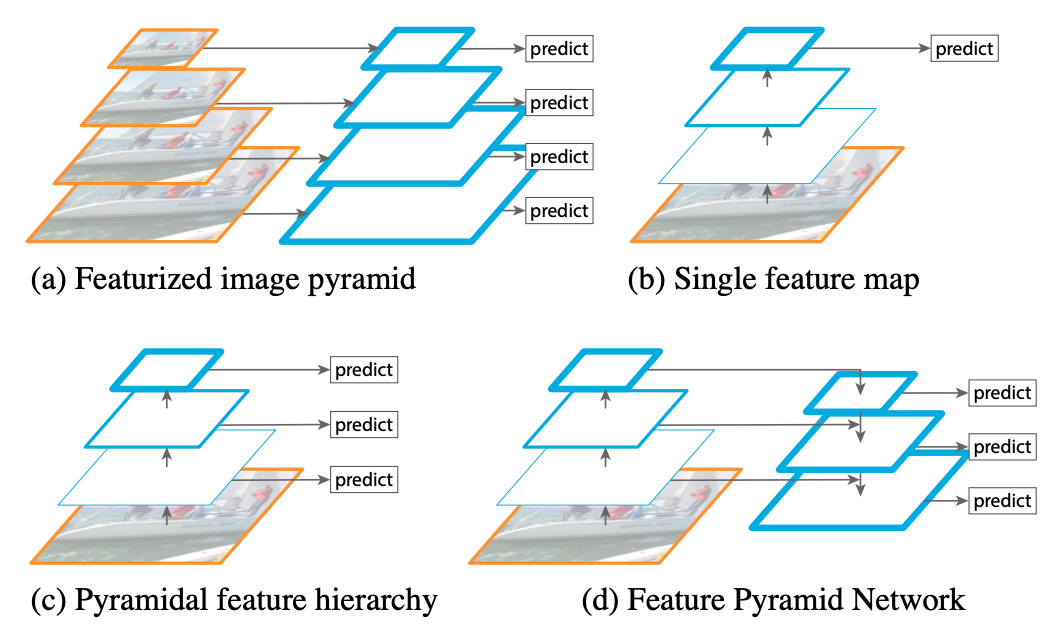 predict
predict
predict
predict
(a) Featurized image pyramid
predict
(b) Single feature map
predict
predict
predict
(c) Pyramidal feature hierarchy
predict
predict
predict
(d) Feature Pyramid Network